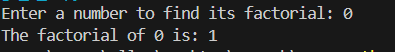 Enter a number to find its factorial: 0
The factorial of 0 is: 1